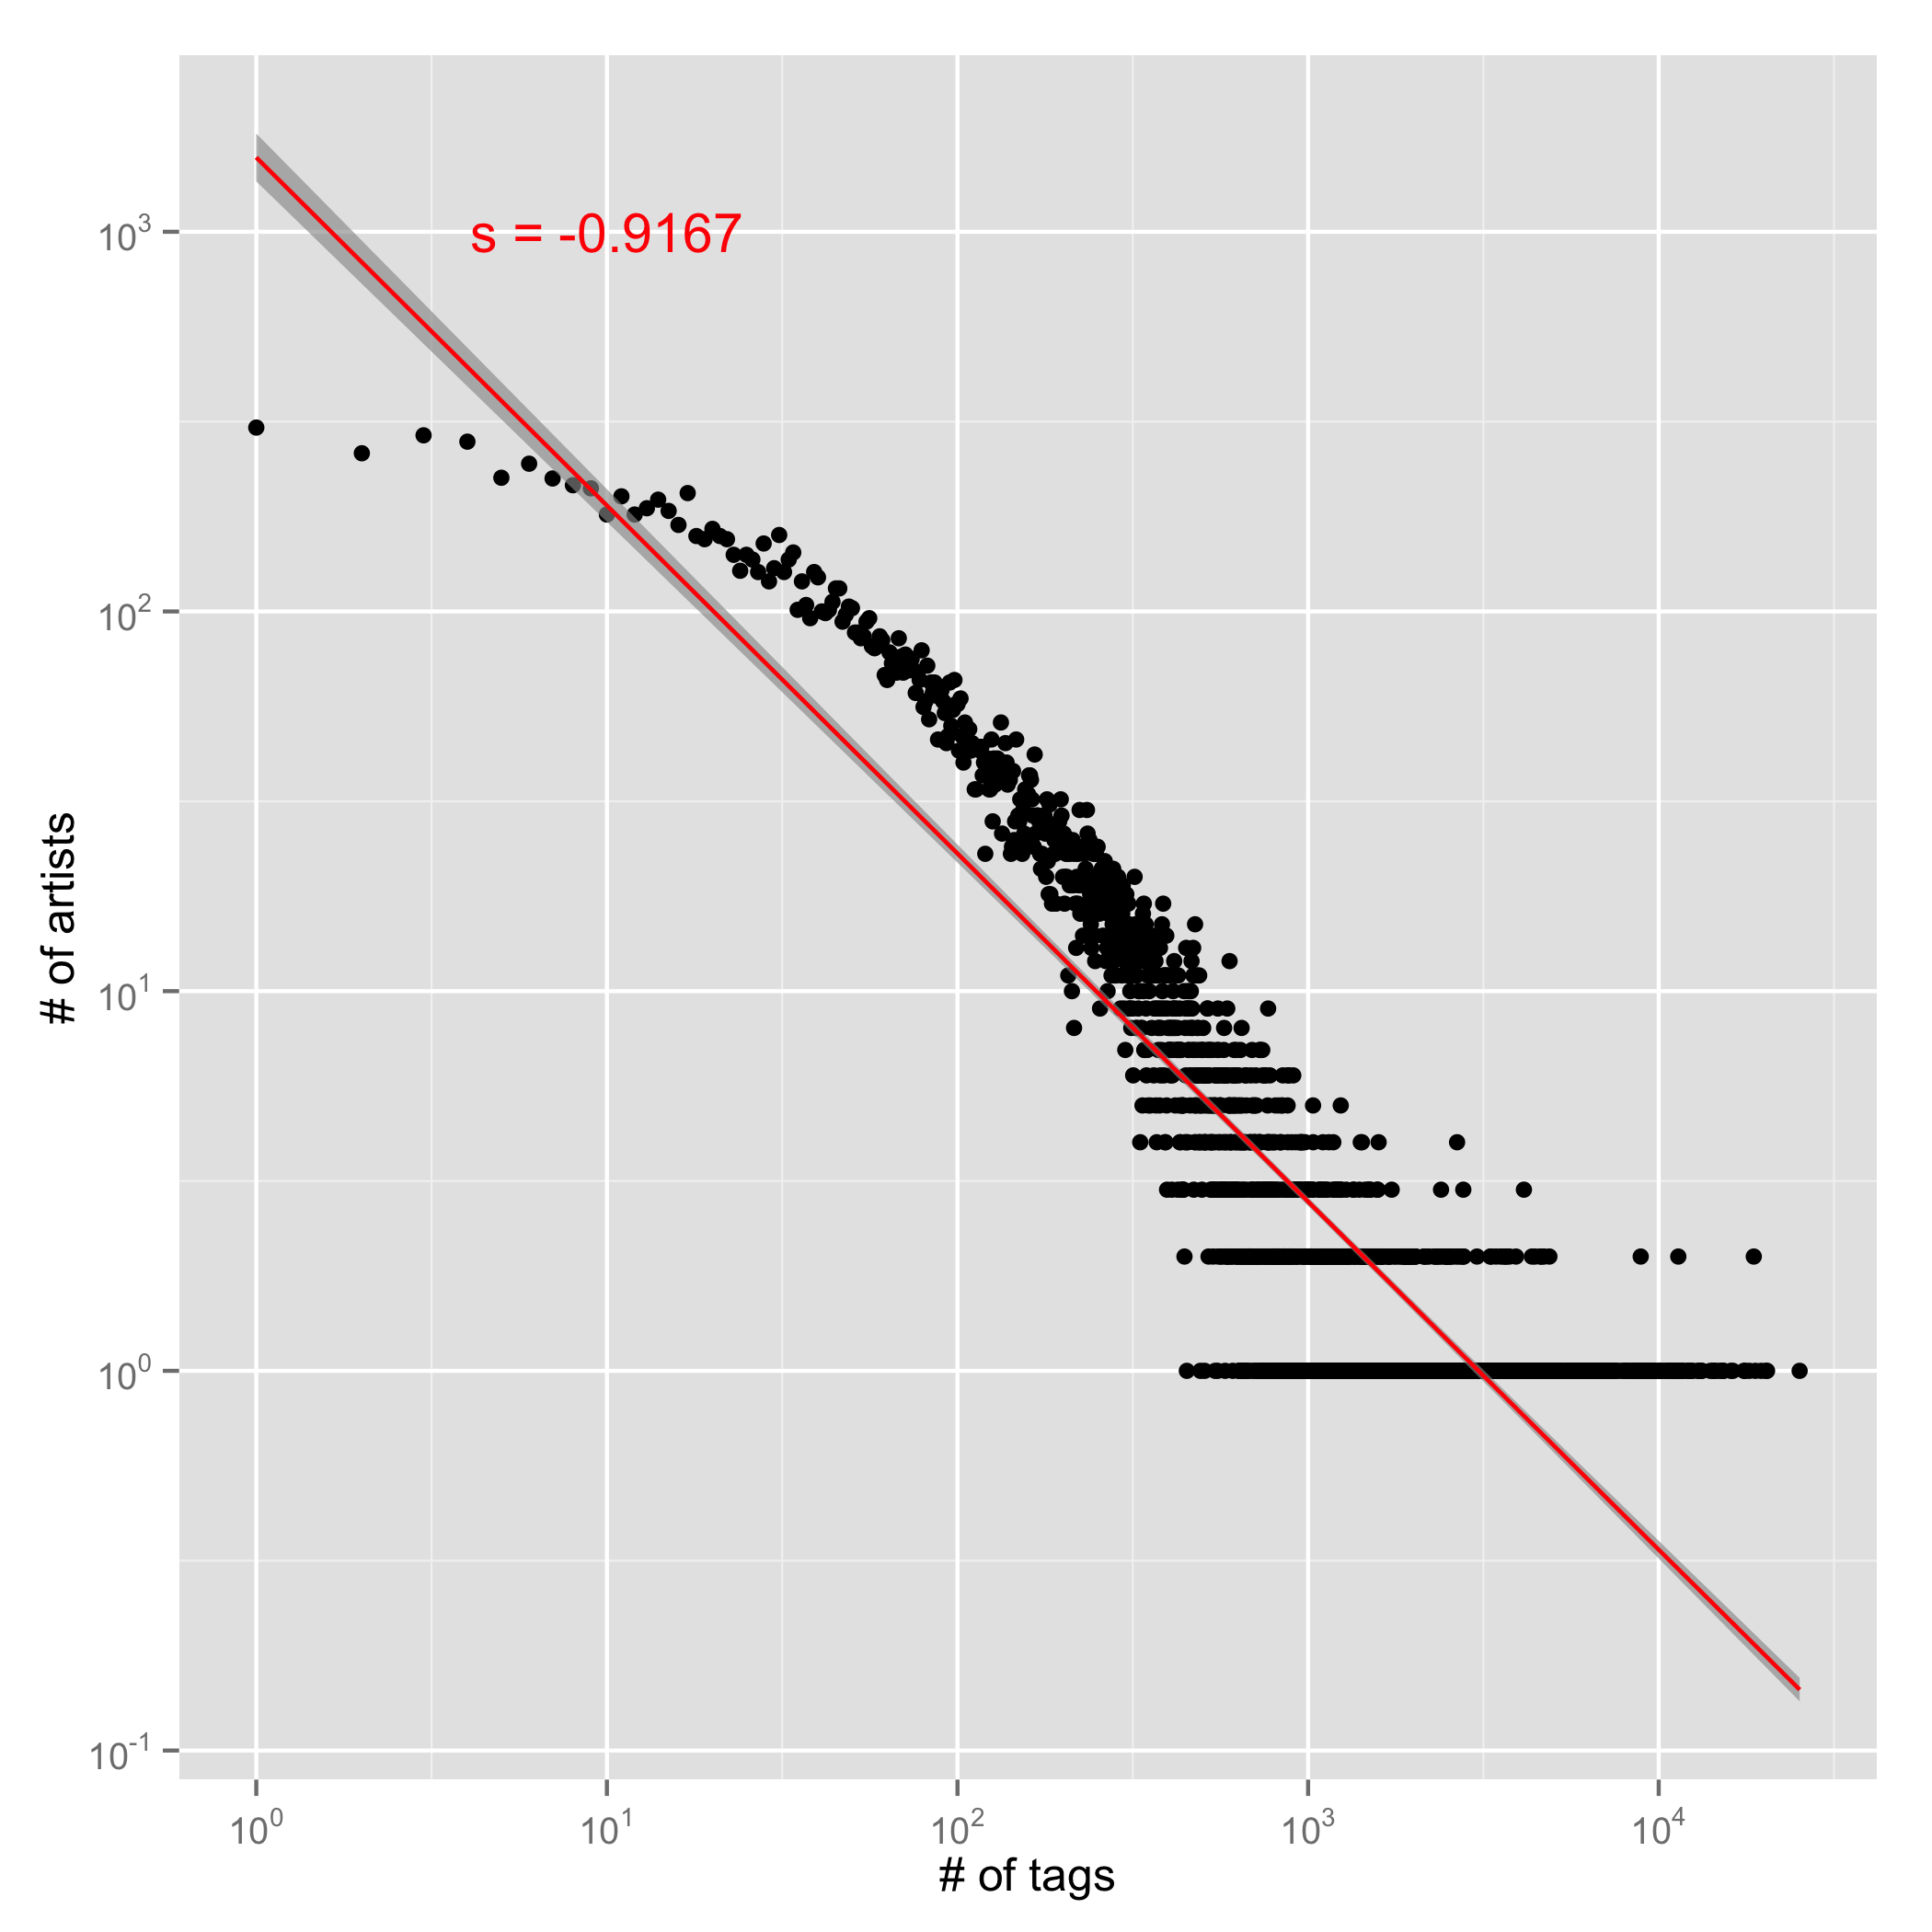 s = -0.9167
10³
10²
10¹
10⁰
10⁻¹
# of artists
10⁰ 10¹ 10² 10³ 10⁴
# of tags